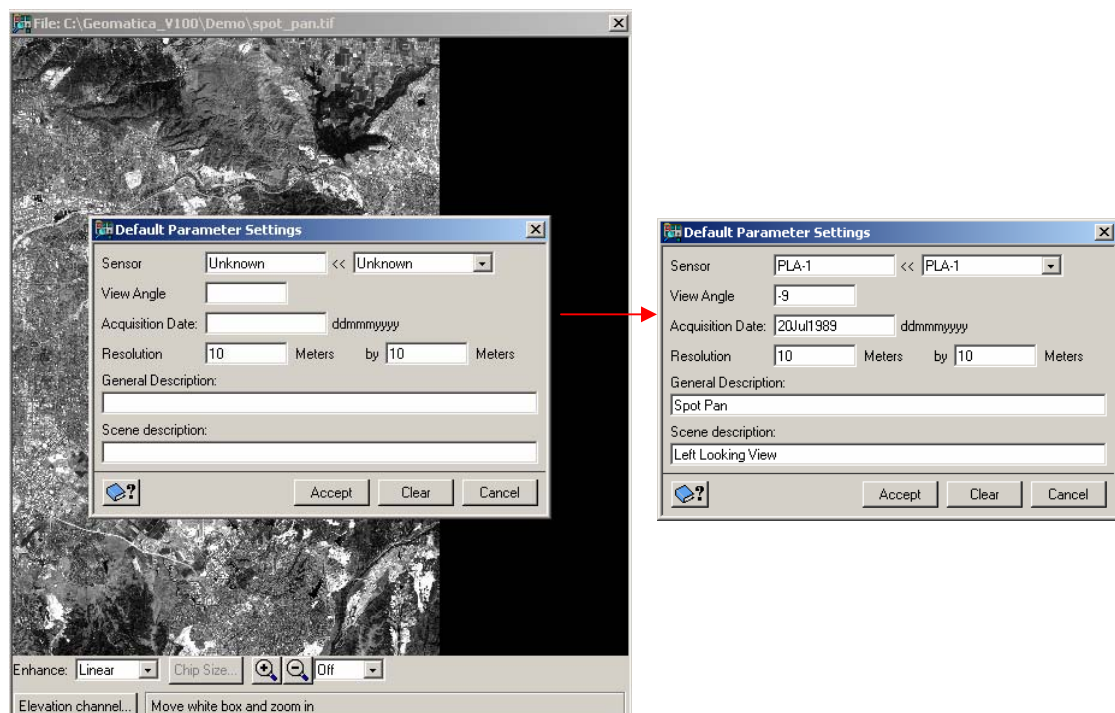 File: C:\Geomatica_V100\Demo\spot_pan.tif
Default Parameter Settings
Sensor Unknown << Unknown
View Angle
Acquisition Date: ddmmmyyyy
Resolution 10 Meters by 10 Meters
General Description:
Scene description:
Accept Clear Cancel
Default Parameter Settings
Sensor PLA-1 << PLA-1
View Angle -9
Acquisition Date: 20Jul1989 ddmmmyyyy
Resolution 10 Meters by 10 Meters
General Description:
Spot Pan
Scene description:
Left Looking View
Accept Clear Cancel
Enhance: Linear Chip Size... Off
Elevation channel... Move white box and zoom in